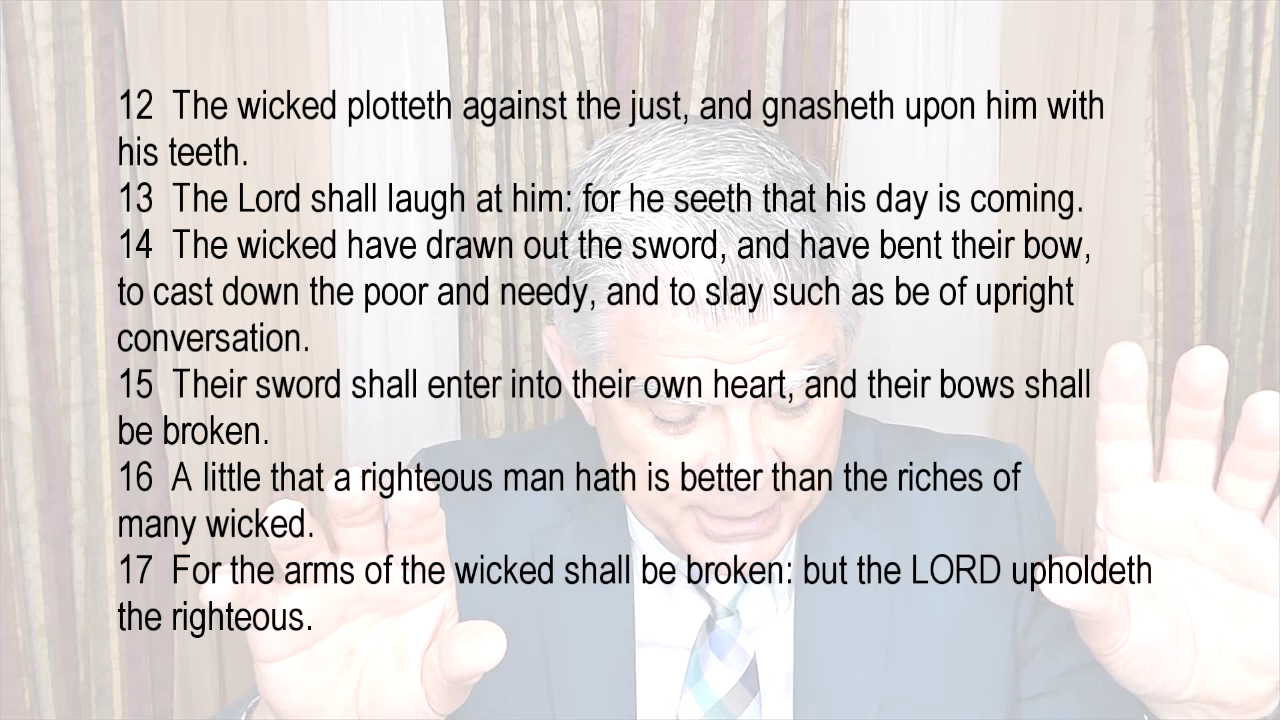 12 The wicked plotteth against the just, and gnasheth upon him with
his teeth.
13 The Lord shall laugh at him: for he seeth that his day is coming.
14 The wicked have drawn out the sword, and have bent their bow,
to cast down the poor and needy, and to slay such as be of upright
conversation.
15 Their sword shall enter into their own heart, and their bows shall
be broken.
16 A little that a righteous man hath is better than the riches of
many wicked.
17 For the arms of the wicked shall be broken: but the LORD upholdeth
the righteous.